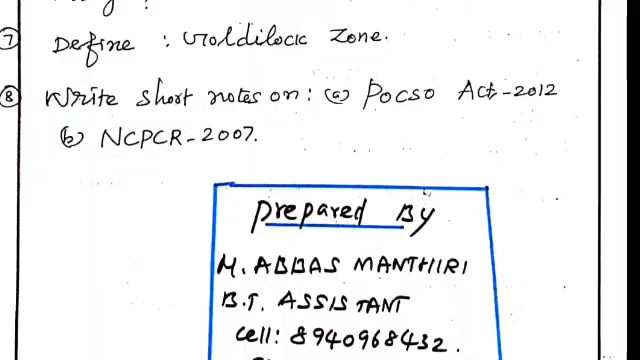 ⑦ Define : Goldilock Zone.
⑧ Write short notes on: (a) POCSO Act-2012
(b) NCPCR-2007.
Prepared By
M. ABBAS MANTHIRI
B.T. ASSISTANT
Cell: 8940968432.